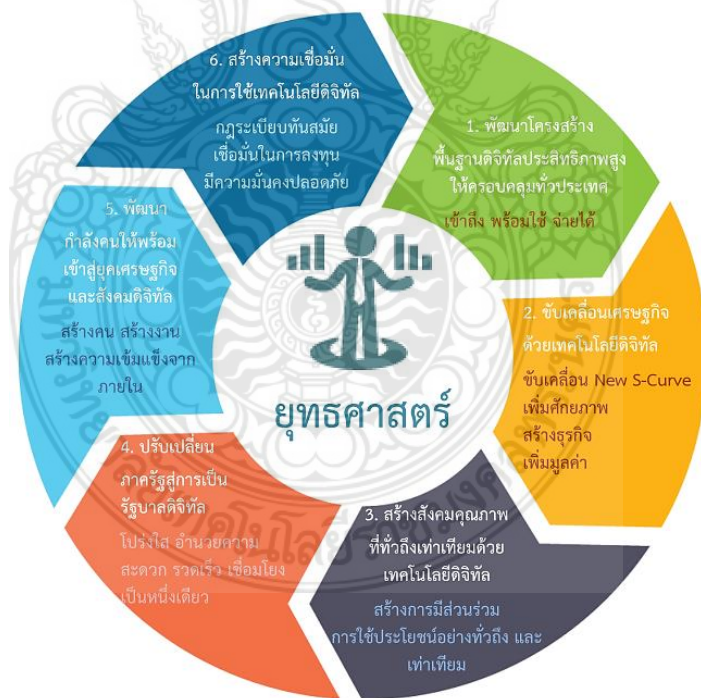 1. พัฒนาโครงสร้าง
พื้นฐานดิจิทัลประสิทธิภาพสูง
ให้ครอบคลุมทั่วประเทศ
เข้าถึง พร้อมใช้ จ่ายได้
2. ขับเคลื่อนเศรษฐกิจ
ด้วยเทคโนโลยีดิจิทัล
ขับเคลื่อน New S-Curve
เพิ่มศักยภาพ
สร้างธุรกิจ
เพิ่มมูลค่า
3. สร้างสังคมคุณภาพ
ที่ทั่วถึงเท่าเทียมด้วย
เทคโนโลยีดิจิทัล
สร้างการมีส่วนร่วม
การใช้ประโยชน์อย่างทั่วถึง และ
เท่าเทียม
4. ปรับเปลี่ยน
ภาครัฐสู่การเป็น
รัฐบาลดิจิทัล
โปร่งใส อำนวยความ
สะดวก รวดเร็ว เชื่อมโยง
เป็นหนึ่งเดียว
5. พัฒนา
กำลังคนให้พร้อม
เข้าสู่ยุคเศรษฐกิจ
และสังคมดิจิทัล
สร้างคน สร้างงาน
สร้างความเข้มแข็งจาก
ภายใน
6. สร้างความเชื่อมั่น
ในการใช้เทคโนโลยีดิจิทัล
กฎระเบียบทันสมัย
เชื่อมั่นในการลงทุน
มีความมั่นคงปลอดภัย
ยุทธศาสตร์